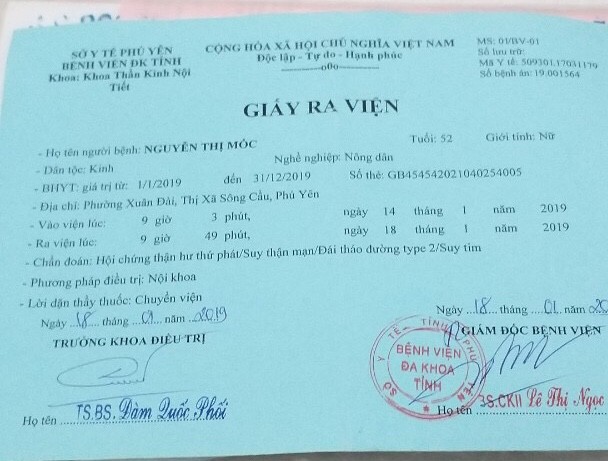 SỞ Y TẾ PHÚ YÊN
BỆNH VIỆN ĐK TỈNH
Khoa: Khoa Thần Kinh Nội Tiết
CỘNG HÒA XÃ HỘI CHỦ NGHĨA VIỆT NAM
Độc lập - Tự do - Hạnh phúc
MS: 01/BV-01
Số lưu trữ:
Mã Y tế: 50930117031179
Số bệnh án: 19.001564
GIẤY RA VIỆN
- Họ tên người bệnh: NGUYỄN THỊ MÓC Tuổi: 52 Giới tính: Nữ
- Dân tộc: Kinh Nghề nghiệp: Nông dân
- BHYT: giá trị từ: 1/1/2019 đến 31/12/2019 Số thẻ: GB454542021040254005
- Địa chỉ: Phường Xuân Đài, Thị Xã Sông Cầu, Phú Yên
- Vào viện lúc: 9 giờ 3 phút, ngày 14 tháng 1 năm 2019
- Ra viện lúc: 9 giờ 49 phút, ngày 18 tháng 1 năm 2019
- Chẩn đoán: Hội chứng thận hư thứ phát/Suy thận mạn/Đái tháo đường type 2/Suy tim
- Phương pháp điều trị: Nội khoa
- Lời dặn thầy thuốc: Chuyển viện
Ngày 18 tháng 01 năm 2019
TRƯỞNG KHOA ĐIỀU TRỊ
Họ tên TS.BS. Đàm Quốc Phối
Ngày 18 tháng 01 năm 20
GIÁM ĐỐC BỆNH VIỆN
SỞ Y TẾ TỈNH PHÚ YÊN
BỆNH VIỆN
ĐA KHOA
TỈNH
Họ tên BS.CKII Lê Thị Ngọc